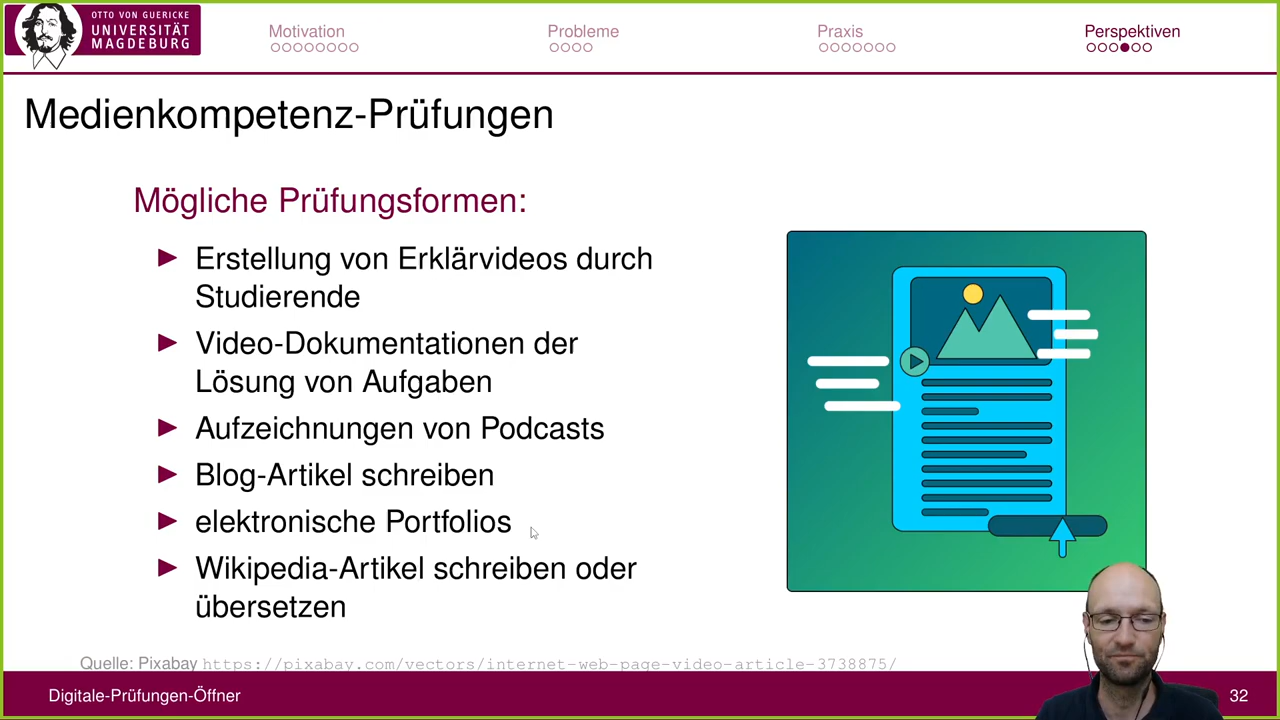 OTTO VON GUERICKE
UNIVERSITÄT
MAGDEBURG
Motivation
Probleme
Praxis
Perspektiven
Medienkompetenz-Prüfungen
Mögliche Prüfungsformen:
Erstellung von Erklärvideos durch
Studierende
Video-Dokumentationen der
Lösung von Aufgaben
Aufzeichnungen von Podcasts
Blog-Artikel schreiben
elektronische Portfolios
Wikipedia-Artikel schreiben oder
übersetzen
Quelle: Pixabay https://pixabay.com/vectors/internet-web-page-video-article-3738875/
Digitale-Prüfungen-Öffner
32